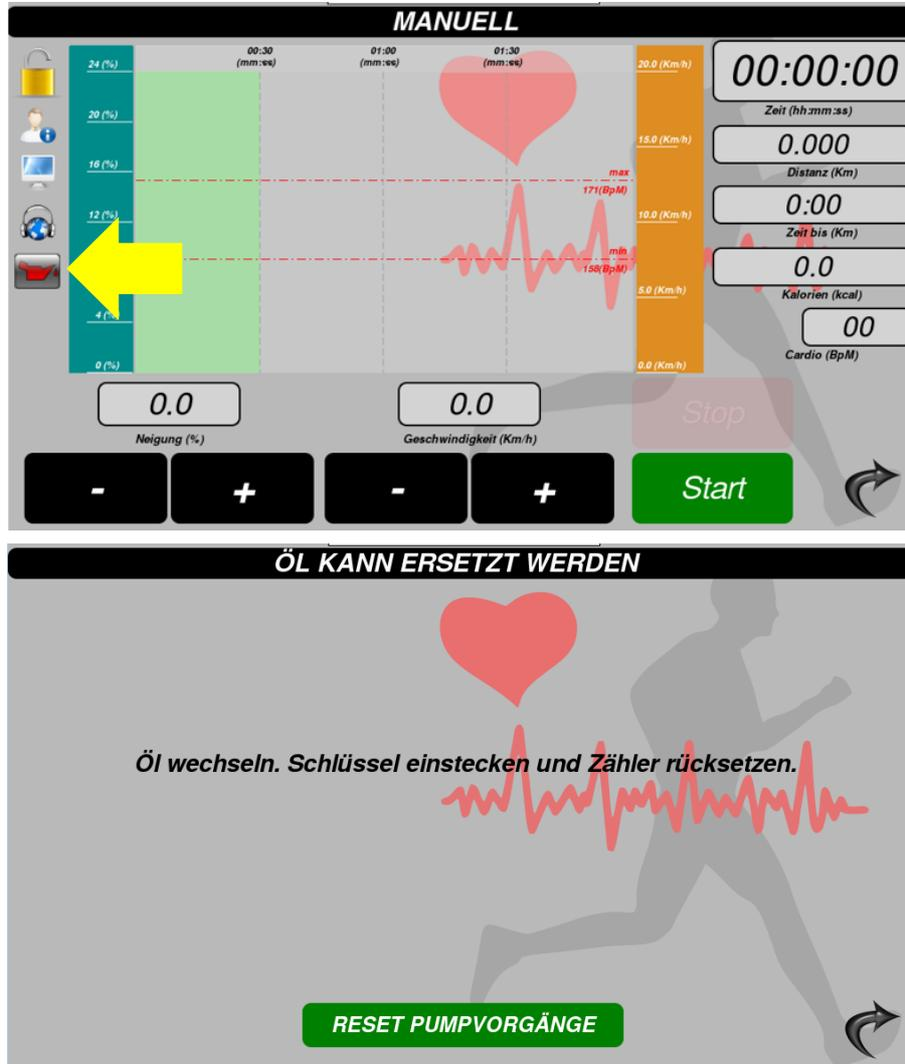 MANUELL
00:30
(mm:ss)
01:00
(mm:ss)
01:30
(mm:ss)
24 (%)
20 (%)
16 (%)
12 (%)
4
0 (%)
max
171(BpM)
min
158(BpM)
20.0 (Km/h)
15.0 (Km/h)
10.0 (Km/h)
5.0 (Km/h)
0.0 (Km/h)
00:00:00
Zeit (hh:mm:ss)
0.000
Distanz (Km)
0:00
Zeit bis (Km)
0.0
Kalorien (kcal)
00
Cardio (BpM)
0.0
Neigung (%)
0.0
Geschwindigkeit (Km/h)
Stop
- + - + Start
ÖL KANN ERSETZT WERDEN
Öl wechseln. Schlüssel einstecken und Zähler rücksetzen.
RESET PUMPVORGÄNGE